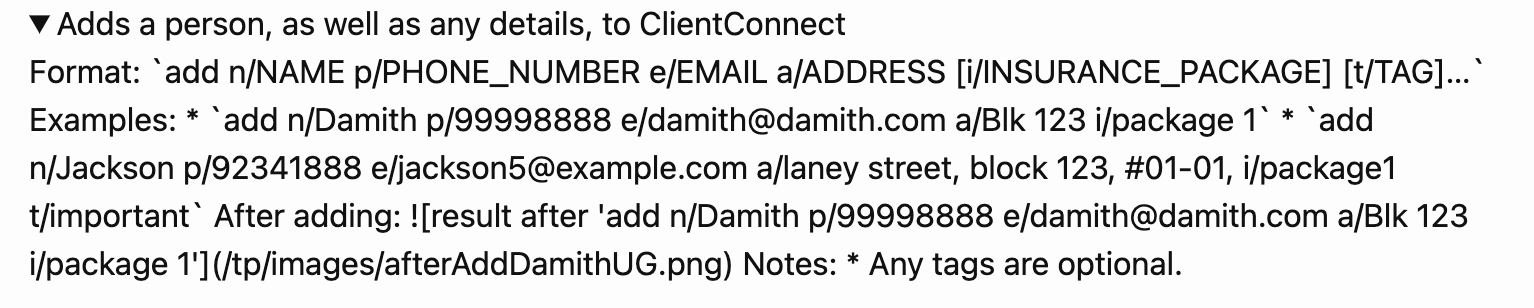 ▼ Adds a person, as well as any details, to ClientConnect
Format: `add n/NAME p/PHONE_NUMBER e/EMAIL a/ADDRESS [i/INSURANCE_PACKAGE] [t/TAG]...`
Examples: * `add n/Damith p/99998888 e/damith@damith.com a/Blk 123 i/package 1` * `add
n/Jackson p/92341888 e/jackson5@example.com a/laney street, block 123, #01-01, i/package1
t/important` After adding: ![result after 'add n/Damith p/99998888 e/damith@damith.com a/Blk 123
i/package 1'](/tp/images/afterAddDamithUG.png) Notes: * Any tags are optional.